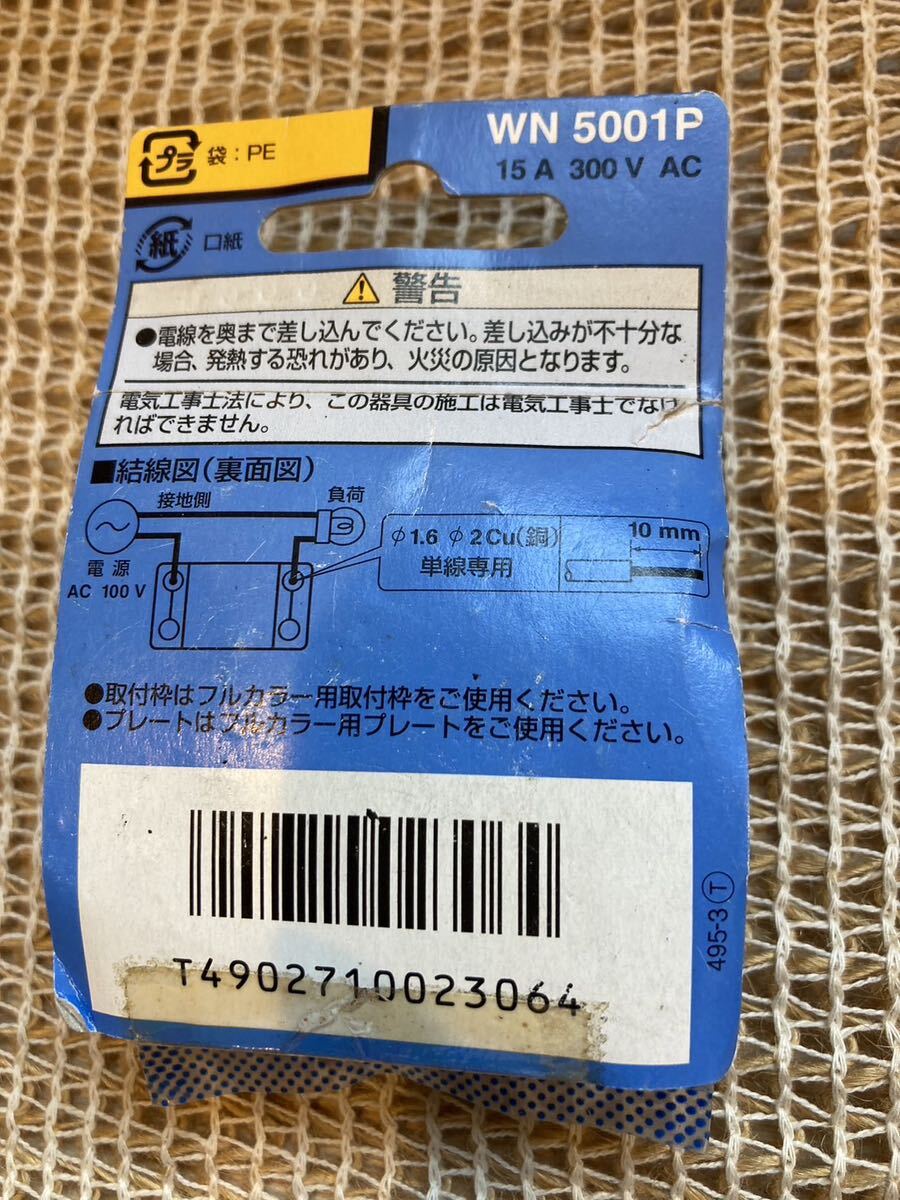 プラ
袋：PE
WN 5001P
15 A 300 V AC
紙
口紙
警告
●電線を奥まで差し込んでください。差し込みが不十分な
場合、発熱する恐れがあり、火災の原因となります。
電気工事士法により、この器具の施工は電気工事士でなけ
ればできません。
■結線図（裏面図）
接地側
負荷
電源
AC 100 V
φ1.6 φ2Cu(銅)
単線専用
10 mm
●取付枠はフルカラー用取付枠をご使用ください。
●プレートはフルカラー用プレートをご使用ください。
495-3 T
T4902710023064